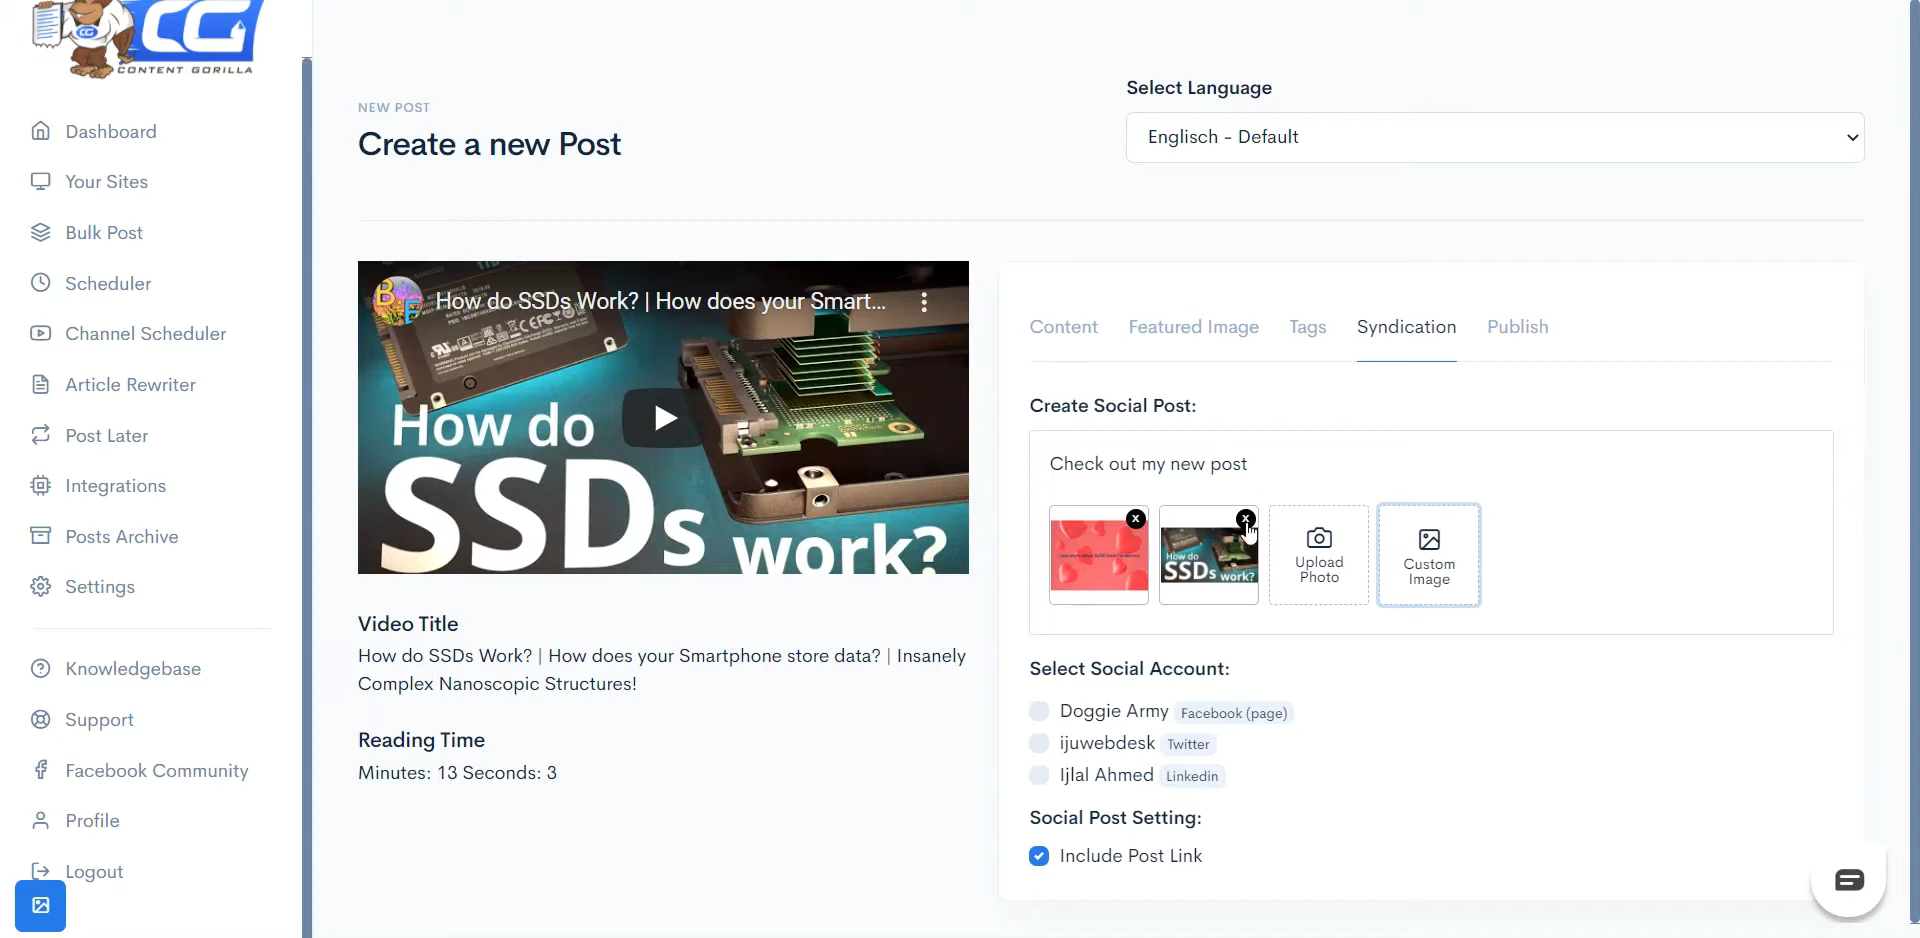 CG
CG
CONTENT GORILLA
Dashboard
Your Sites
Bulk Post
Scheduler
Channel Scheduler
Article Rewriter
Post Later
Integrations
Posts Archive
Settings
Knowledgebase
Support
Facebook Community
Profile
Logout
NEW POST
Create a new Post
Select Language
Englisch - Default
B
E
How do SSDs Work? | How does your Smart...
How do
SSDs
work?
Video Title
How do SSDs Work? | How does your Smartphone store data? | Insanely
Complex Nanoscopic Structures!
Reading Time
Minutes: 13 Seconds: 3
Content Featured Image Tags Syndication Publish
Create Social Post:
Check out my new post
x
x
How do
SSDs work?
Upload
Photo
Custom
Image
Select Social Account:
Doggie Army Facebook (page)
ijuwebdesk Twitter
Ijlal Ahmed Linkedin
Social Post Setting:
Include Post Link